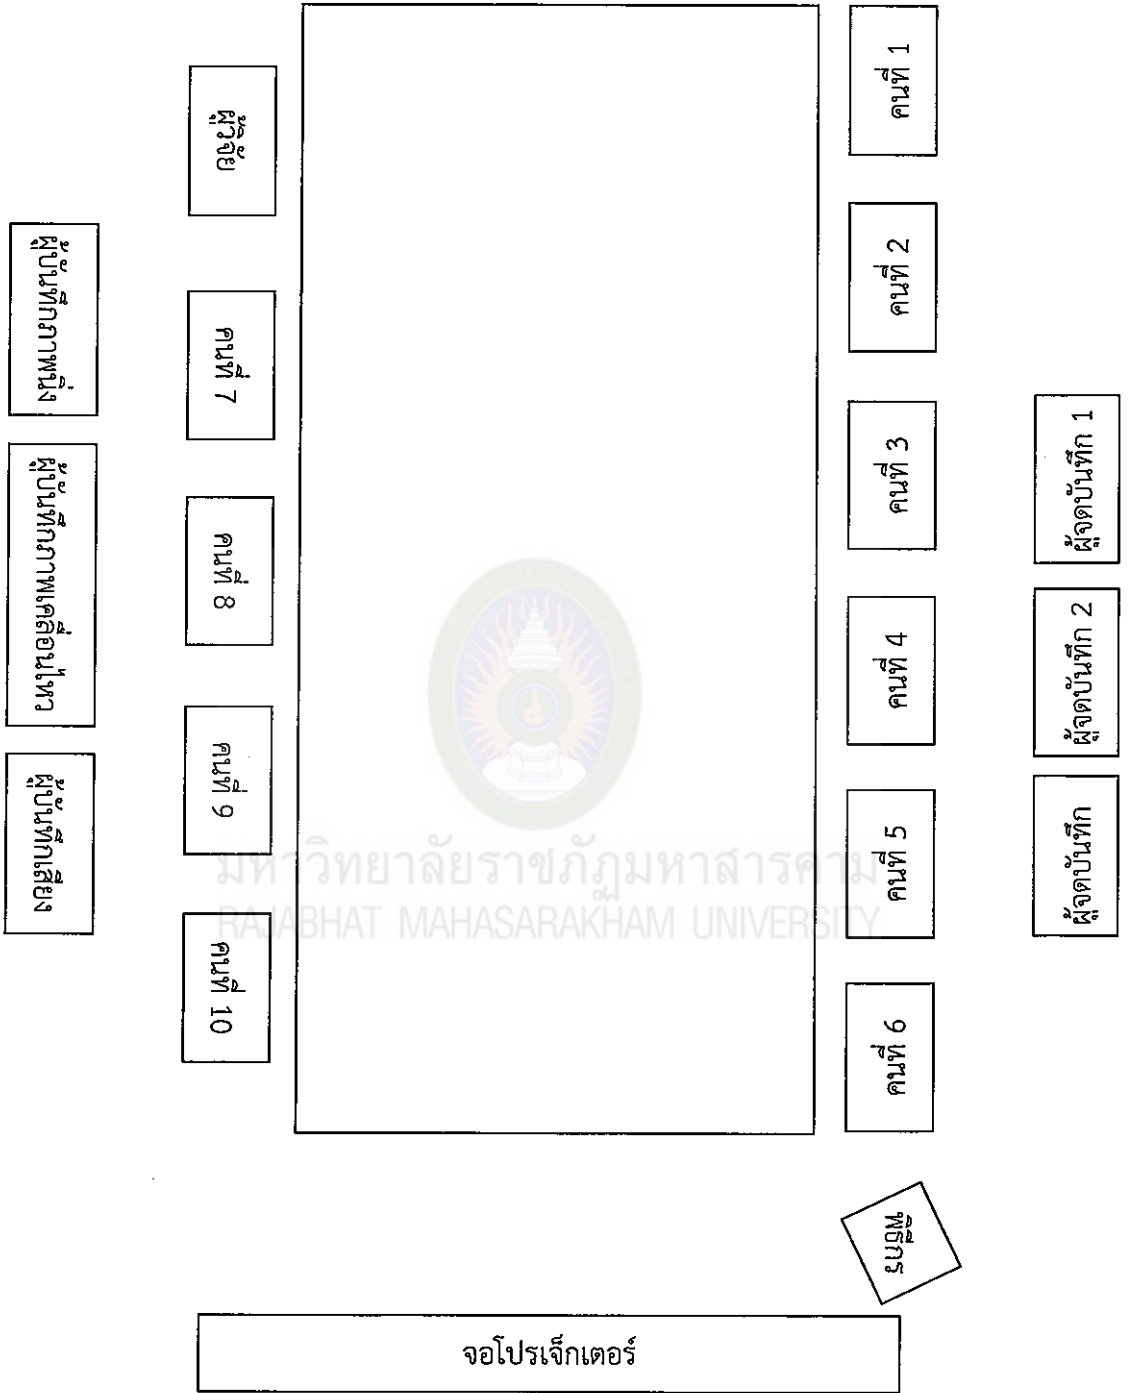 ผู้วิจัย
คนที่ 7
คนที่ 8
คนที่ 9
คนที่ 10
ผู้บันทึกภาพนิ่ง
ผู้บันทึกภาพเคลื่อนไหว
ผู้บันทึกเสียง
คนที่ 1
คนที่ 2
คนที่ 3
คนที่ 4
คนที่ 5
คนที่ 6
ผู้จดบันทึก 1
ผู้จดบันทึก 2
ผู้จดบันทึก
มหาวิทยาลัยราชภัฏมหาสารคาม
RAJABHAT MAHASARAKHAM UNIVERSITY
พิธีกร
จอโปรเจ็กเตอร์